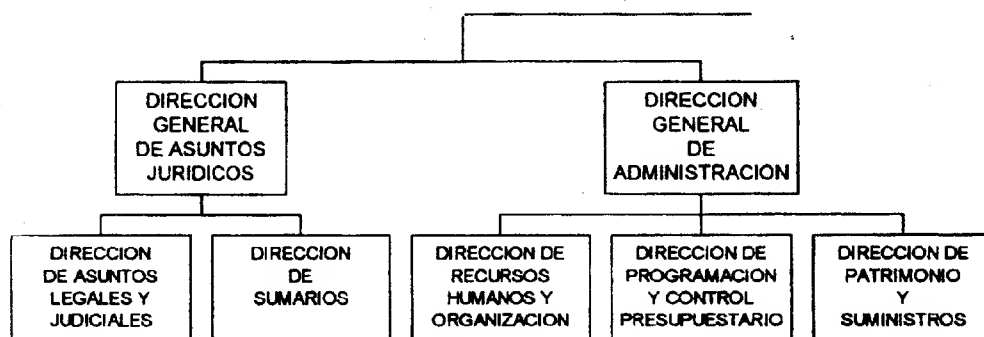 DIRECCION
GENERAL
DE ASUNTOS
JURIDICOS
DIRECCION
GENERAL
DE
ADMINISTRACION
DIRECCION
DE ASUNTOS
LEGALES Y
JUDICIALES
DIRECCION
DE
SUMARIOS
DIRECCION DE
RECURSOS
HUMANOS Y
ORGANIZACION
DIRECCION DE
PROGRAMACION
Y CONTROL
PRESUPUESTARIO
DIRECCION DE
PATRIMONIO
Y
SUMINISTROS